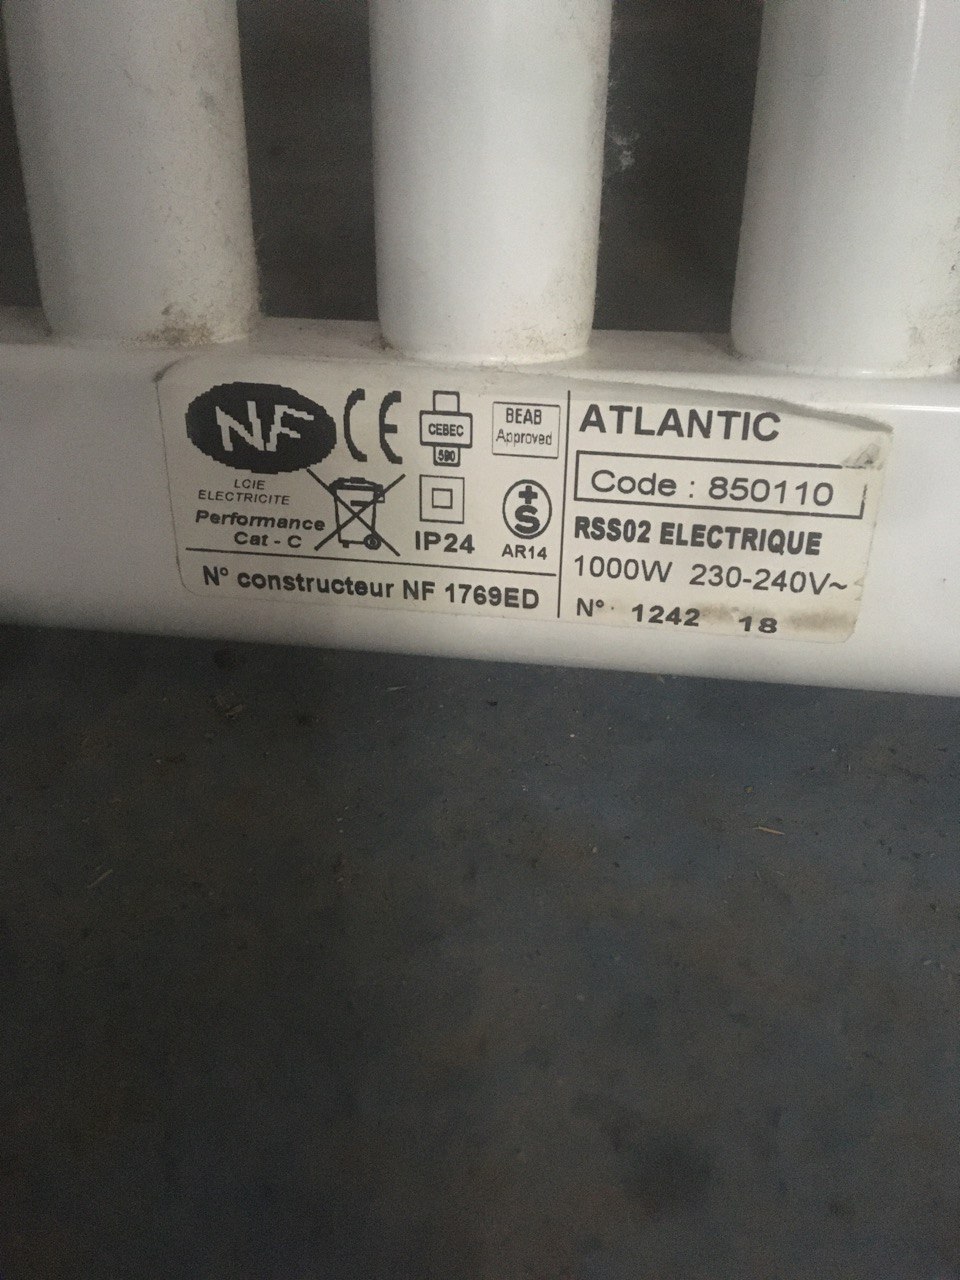 NF
CE
CEBEC
590
BEAB
Approved
LCIE
ELECTRICITE
Performance
Cat - C
IP24
+S
AR14
N° constructeur NF 1769ED
ATLANTIC
Code : 850110
RSS02 ELECTRIQUE
1000W 230-240V~
N° 1242 18